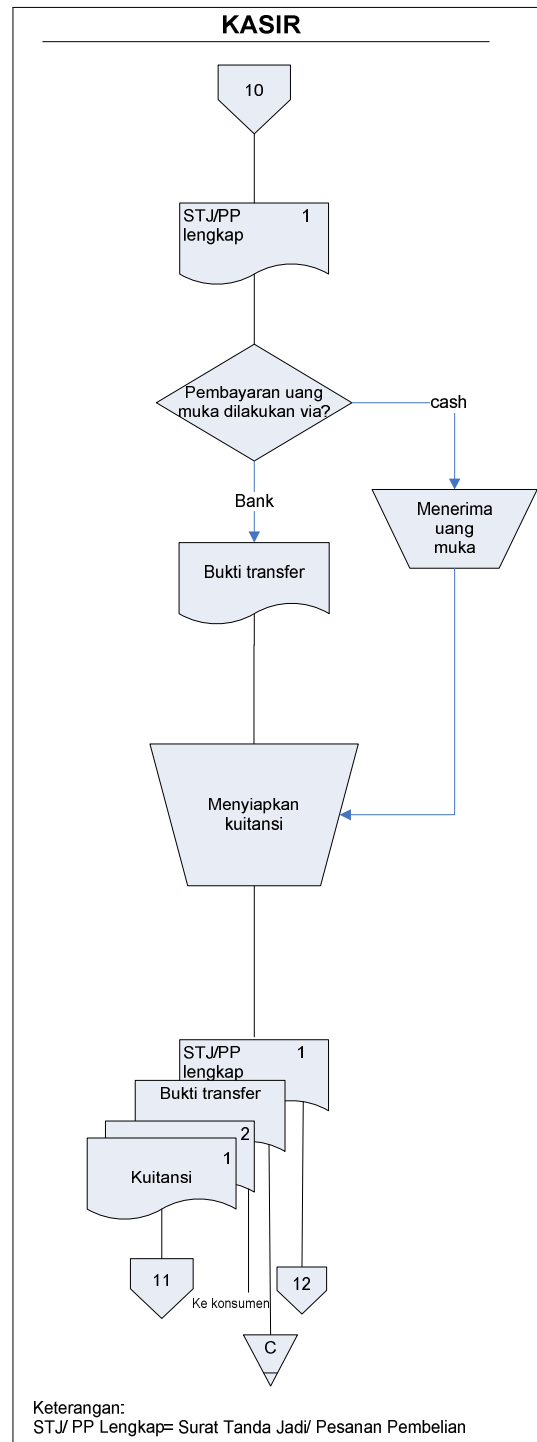 KASIR
10
STJ/PP 1
lengkap
Pembayaran uang
muka dilakukan via?
cash
Bank
Menerima
uang
muka
Bukti transfer
Menyiapkan
kuitansi
STJ/PP 1
lengkap
Bukti transfer
2
1
Kuitansi
11
Ke konsumen
12
C
Keterangan:
STJ/ PP Lengkap= Surat Tanda Jadi/ Pesanan Pembelian